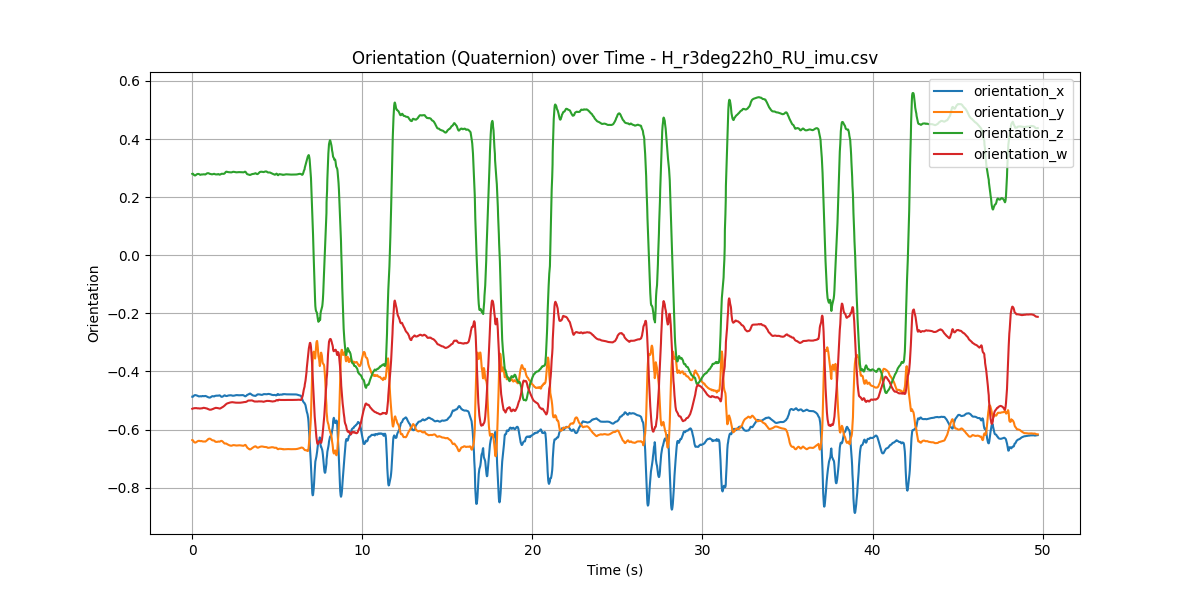 Orientation (Quaternion) over Time - H_r3deg22h0_RU_imu.csv
orientation_x
orientation_y
orientation_z
orientation_w
Orientation
0.6
0.4
0.2
0.0
−0.2
−0.4
−0.6
−0.8
0 10 20 30 40 50
Time (s)